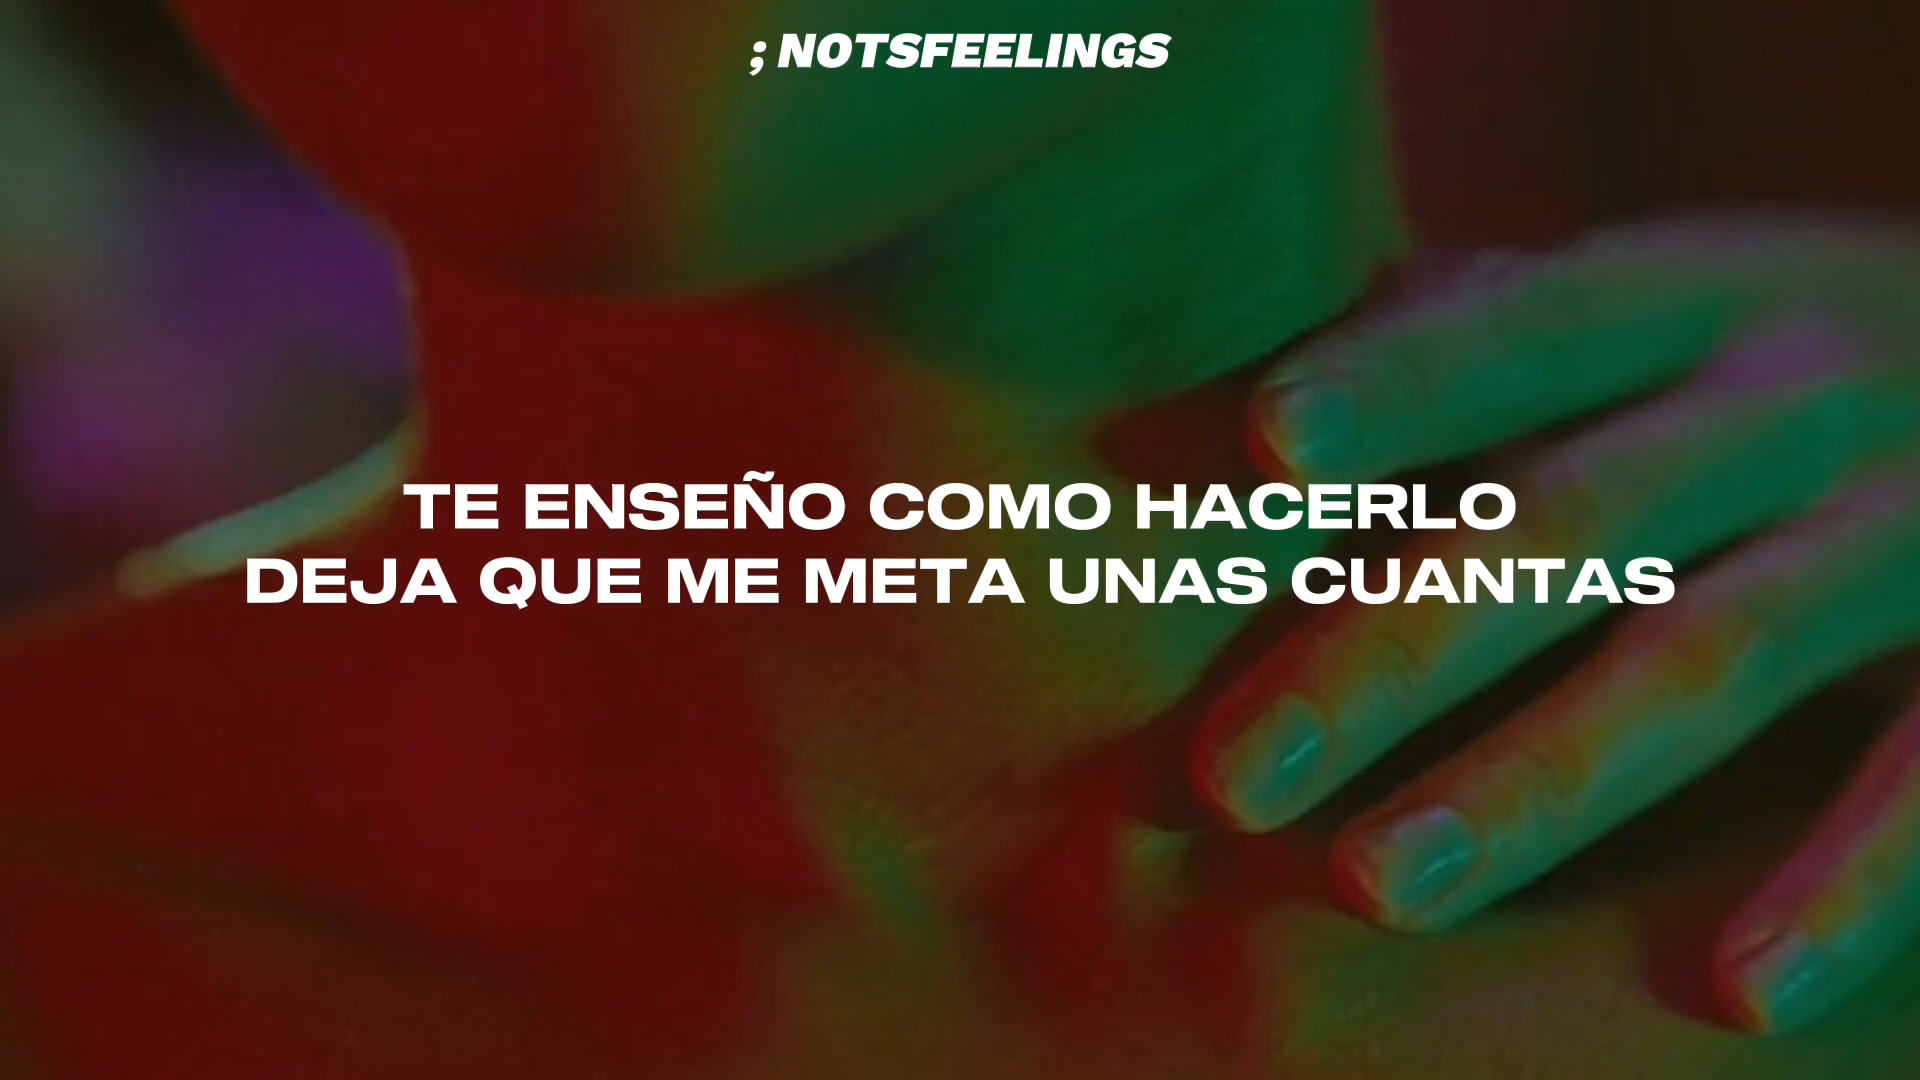 ; NOTSFEELINGS
TE ENSEÑO COMO HACERLO
DEJA QUE ME META UNAS CUANTAS